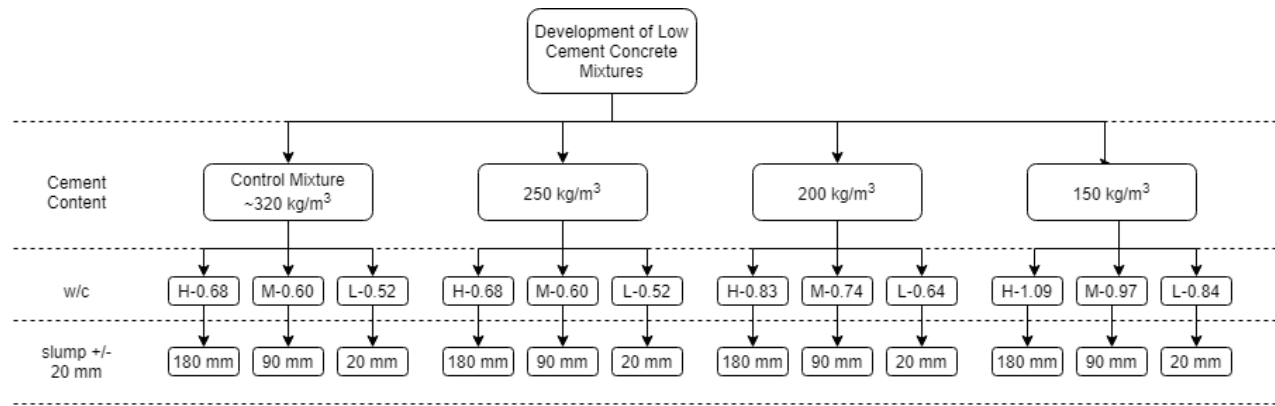 Development of Low
Cement Concrete
Mixtures
Cement
Content
Control Mixture
~320 kg/m³
250 kg/m³
200 kg/m³
150 kg/m³
w/c
H-0.68
M-0.60
L-0.52
H-0.68
M-0.60
L-0.52
H-0.83
M-0.74
L-0.64
H-1.09
M-0.97
L-0.84
slump +/-
20 mm
180 mm
90 mm
20 mm
180 mm
90 mm
20 mm
180 mm
90 mm
20 mm
180 mm
90 mm
20 mm